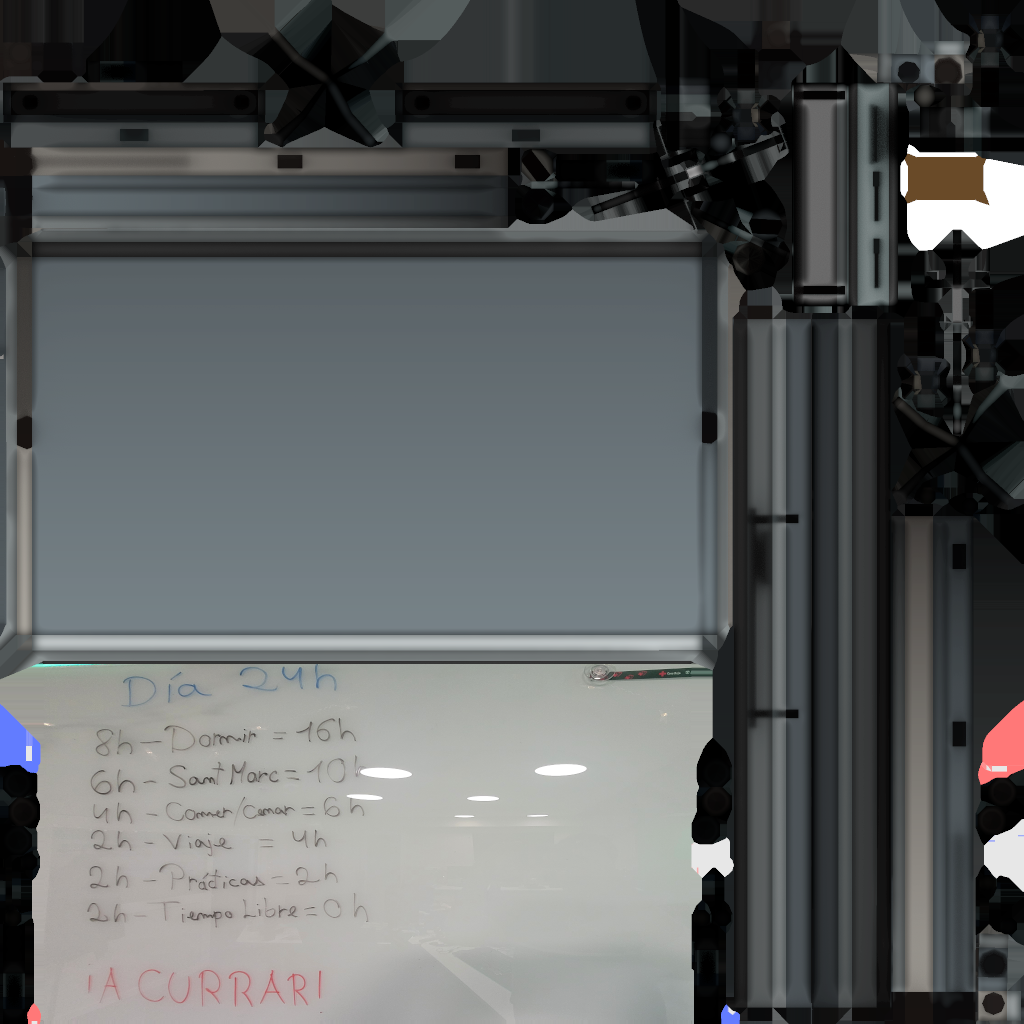 Día 24h
8h - Dormir = 16h
6h - Sant Marc = 10h
4h - Comer/Cenar = 6h
2h - Viaje = 4h
2h - Prácticas = 2h
2h - Tiempo Libre = 0h
¡A CURRAR!